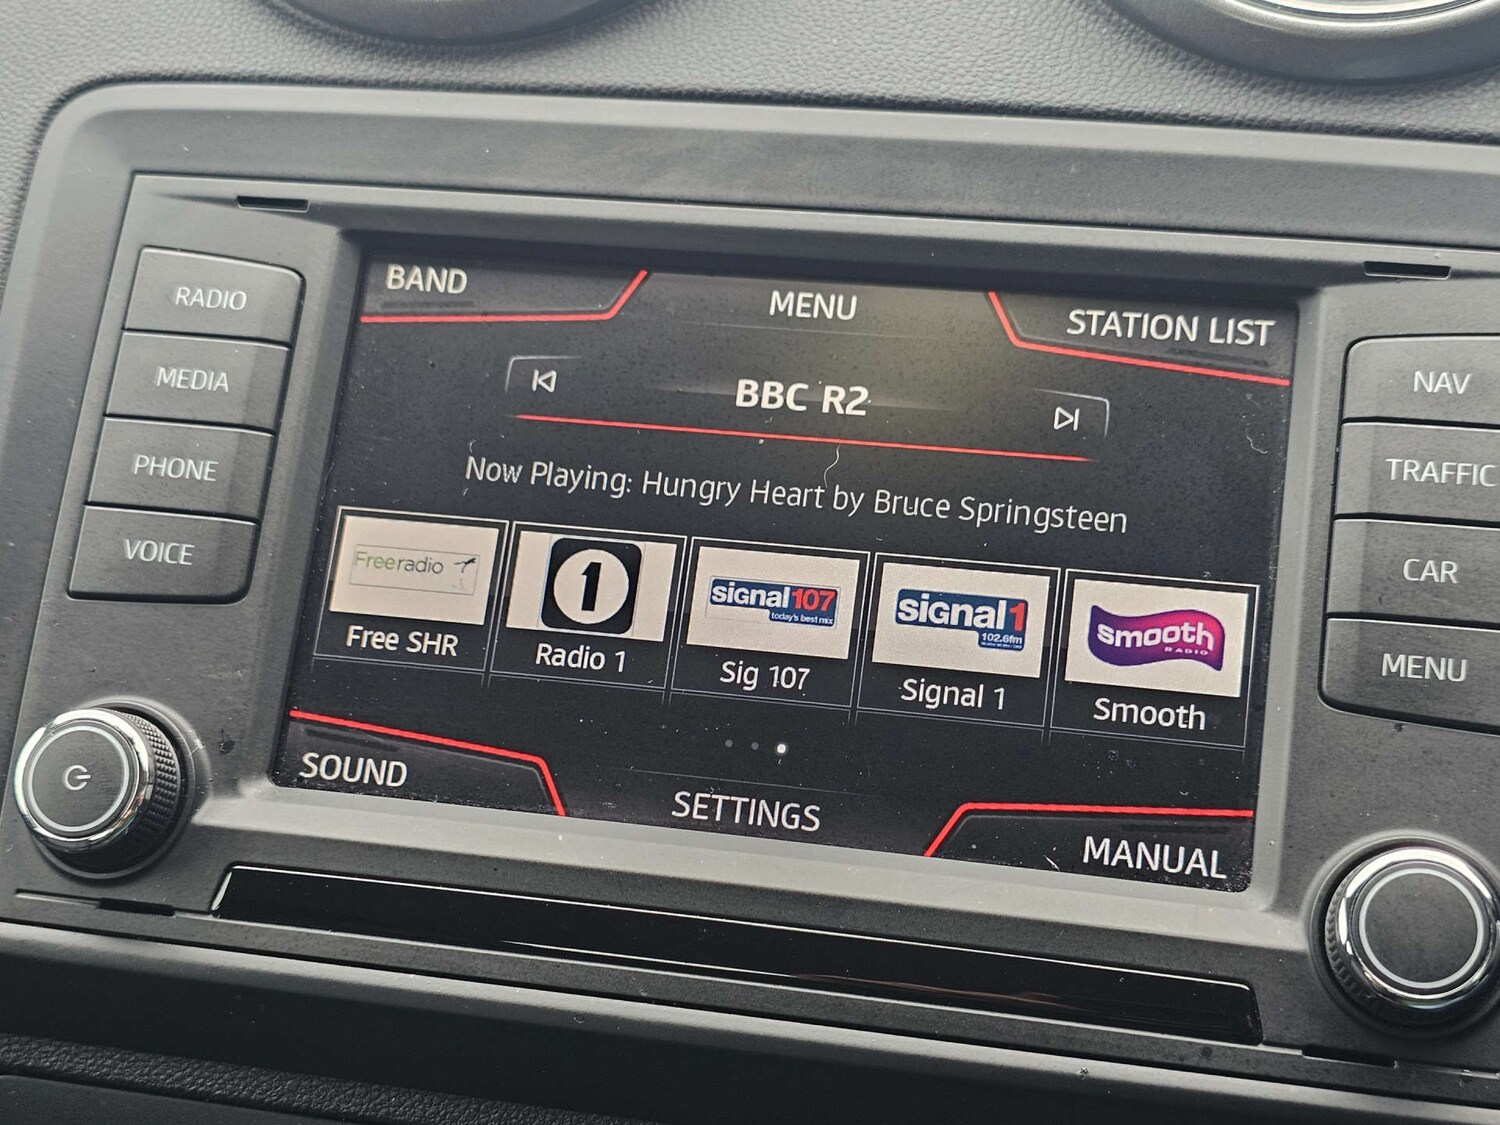 BAND
MENU
STATION LIST
RADIO
MEDIA
PHONE
VOICE
BBC R2
Now Playing: Hungry Heart by Bruce Springsteen
Freeradio
1
signal107
today's best mix
signal1
102.6fm
smooth
RADIO
Free SHR
Radio 1
Sig 107
Signal 1
Smooth
SOUND
SETTINGS
MANUAL
NAV
TRAFFIC
CAR
MENU